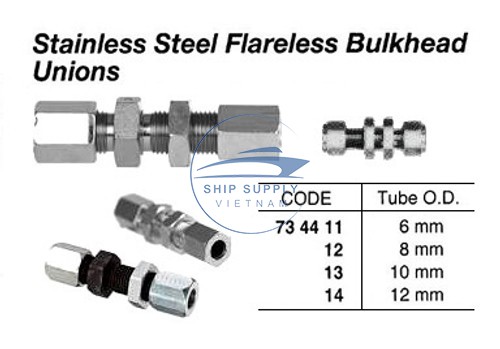 Stainless Steel Flareless Bulkhead
Unions
SHIP SUPPLY
VIETNAM
CODE Tube O.D.
73 44 11 6 mm
12 8 mm
13 10 mm
14 12 mm